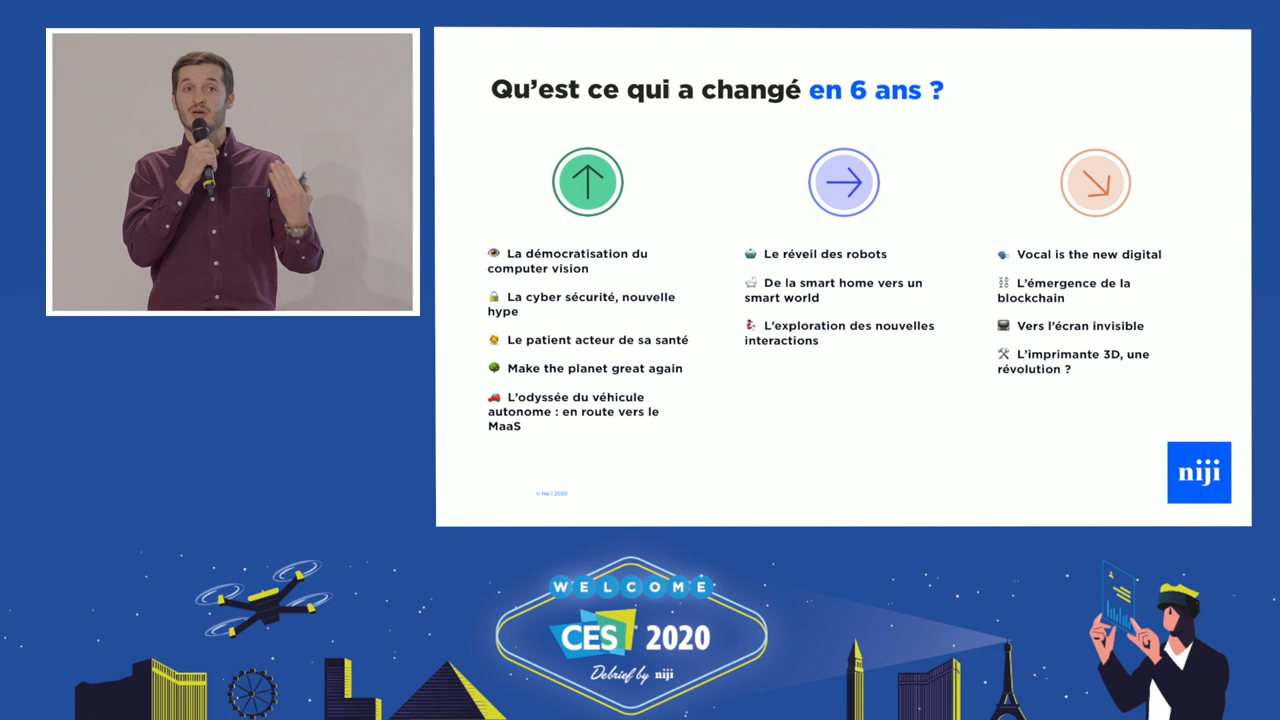 Qu'est ce qui a changé en 6 ans ?
La démocratisation du
computer vision
La cyber sécurité, nouvelle
hype
Le patient acteur de sa santé
Make the planet great again
L'odyssée du véhicule
autonome : en route vers le
MaaS
Le réveil des robots
De la smart home vers un
smart world
L'exploration des nouvelles
interactions
Vocal is the new digital
L'émergence de la
blockchain
Vers l'écran invisible
L'imprimante 3D, une
révolution ?
niji
© Niji | 2020
WELCOME
CES 2020
Debrief by niji